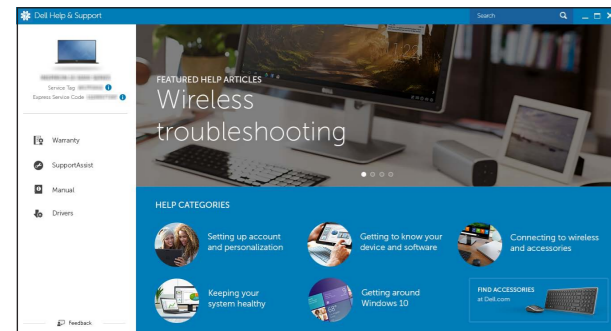 Dell Help & Support
Search
Service Tag
Express Service Code
Warranty
SupportAssist
Manual
Drivers
Feedback
FEATURED HELP ARTICLES
Wireless
troubleshooting
HELP CATEGORIES
Setting up account
and personalization
Getting to know your
device and software
Connecting to wireless
and accessories
Keeping your
system healthy
Getting around
Windows 10
FIND ACCESSORIES
at Dell.com